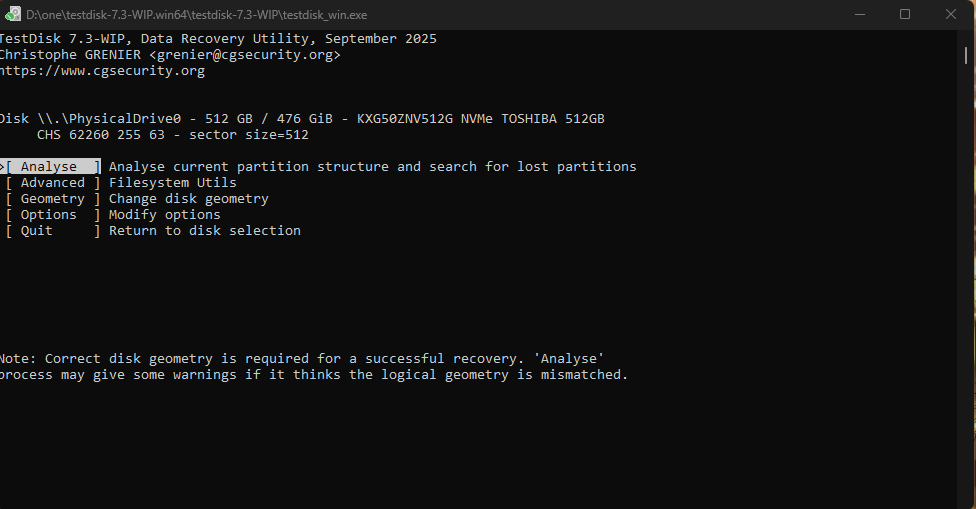 D:\one\testdisk-7.3-WIP.win64\testdisk-7.3-WIP\testdisk_win.exe
TestDisk 7.3-WIP, Data Recovery Utility, September 2025
Christophe GRENIER <grenier@cgsecurity.org>
https://www.cgsecurity.org
Disk \\.\PhysicalDrive0 - 512 GB / 476 GiB - KXG50ZNV512G NVMe TOSHIBA 512GB
CHS 62260 255 63 - sector size=512
>[ Analyse  ] Analyse current partition structure and search for lost partitions
[ Advanced ] Filesystem Utils
[ Geometry ] Change disk geometry
[ Options  ] Modify options
[ Quit     ] Return to disk selection
Note: Correct disk geometry is required for a successful recovery. 'Analyse'
process may give some warnings if it thinks the logical geometry is mismatched.